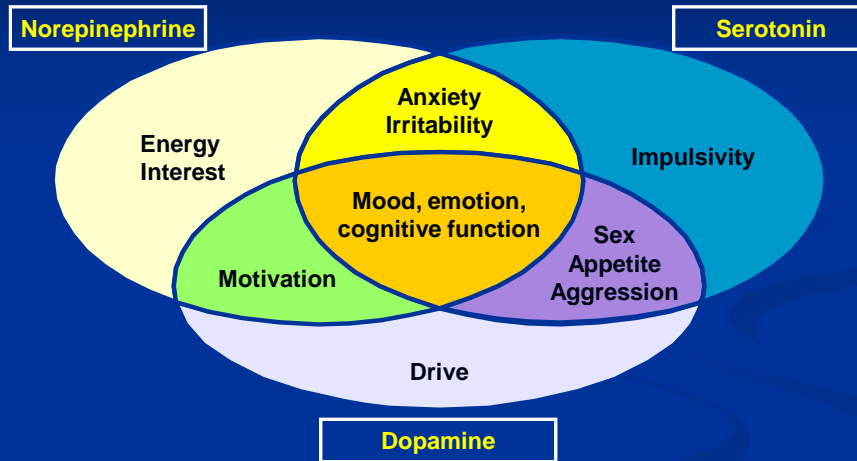 Norepinephrine
Serotonin
Anxiety
Irritability
Energy
Interest
Impulsivity
Mood, emotion,
cognitive function
Sex
Appetite
Aggression
Motivation
Drive
Dopamine